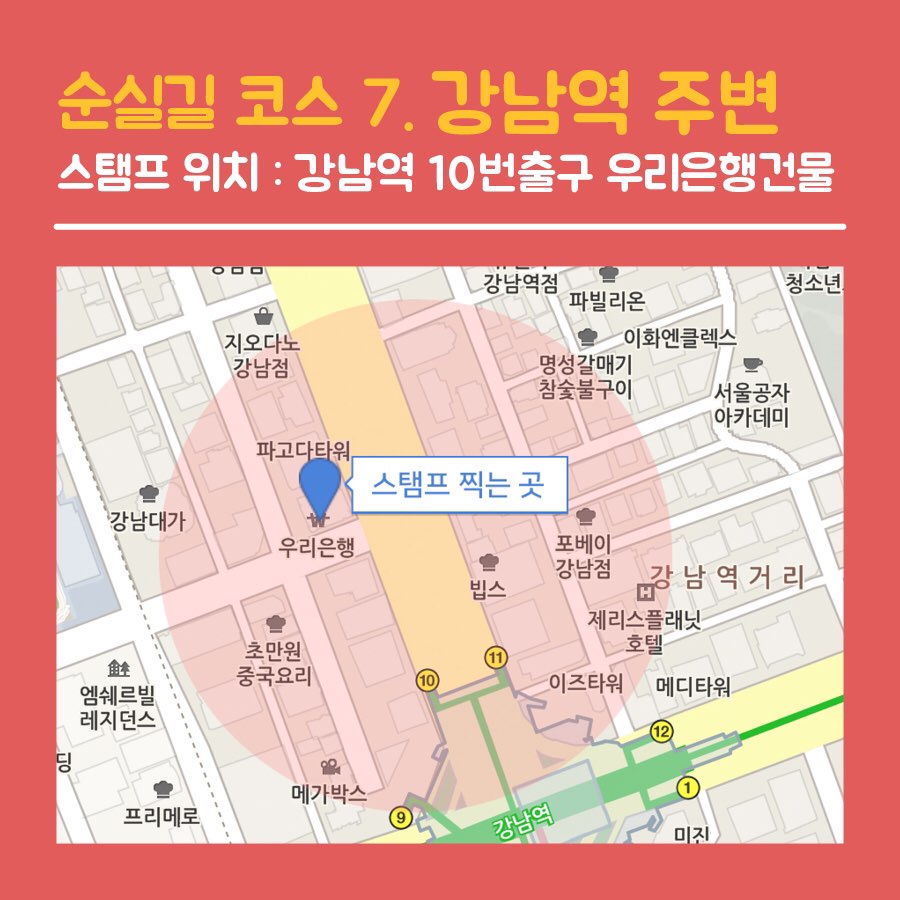 순실길 코스 7. 강남역 주변
스탬프 위치 : 강남역 10번출구 우리은행건물
강남역점
청소년
파빌리온
지오다노
강남점
이화엔클렉스
명성갈매기
참숯불구이
서울공자
아카데미
파고다타워
스탬프 찍는 곳
강남대가
우리은행
포베이
강남점
빕스
강남역거리
제리스플래닛
호텔
초만원
중국요리
11
10
이즈타워
메디타워
엠쉐르빌
레지던스
12
딩
1
메가박스
프리메로
9
강남역
미진